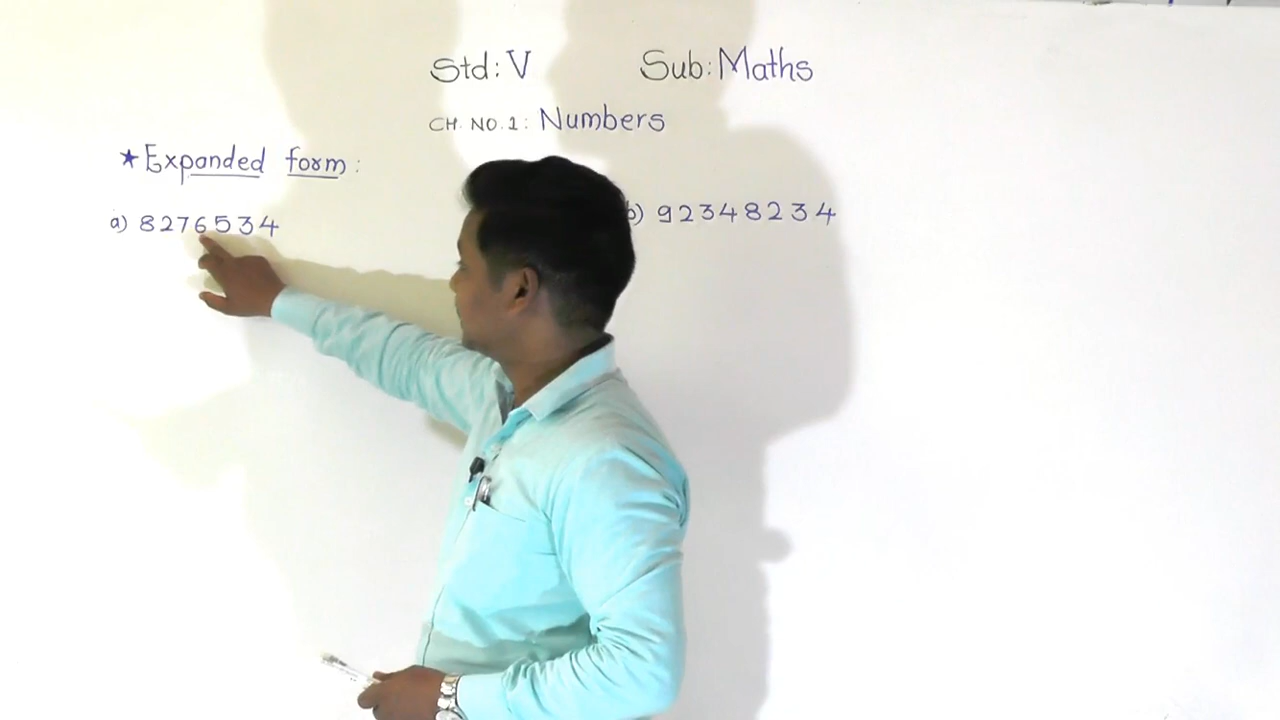 Std: V Sub: Maths
CH. NO. 1: Numbers
★ Expanded form:
a) 8276534
b) 92348234